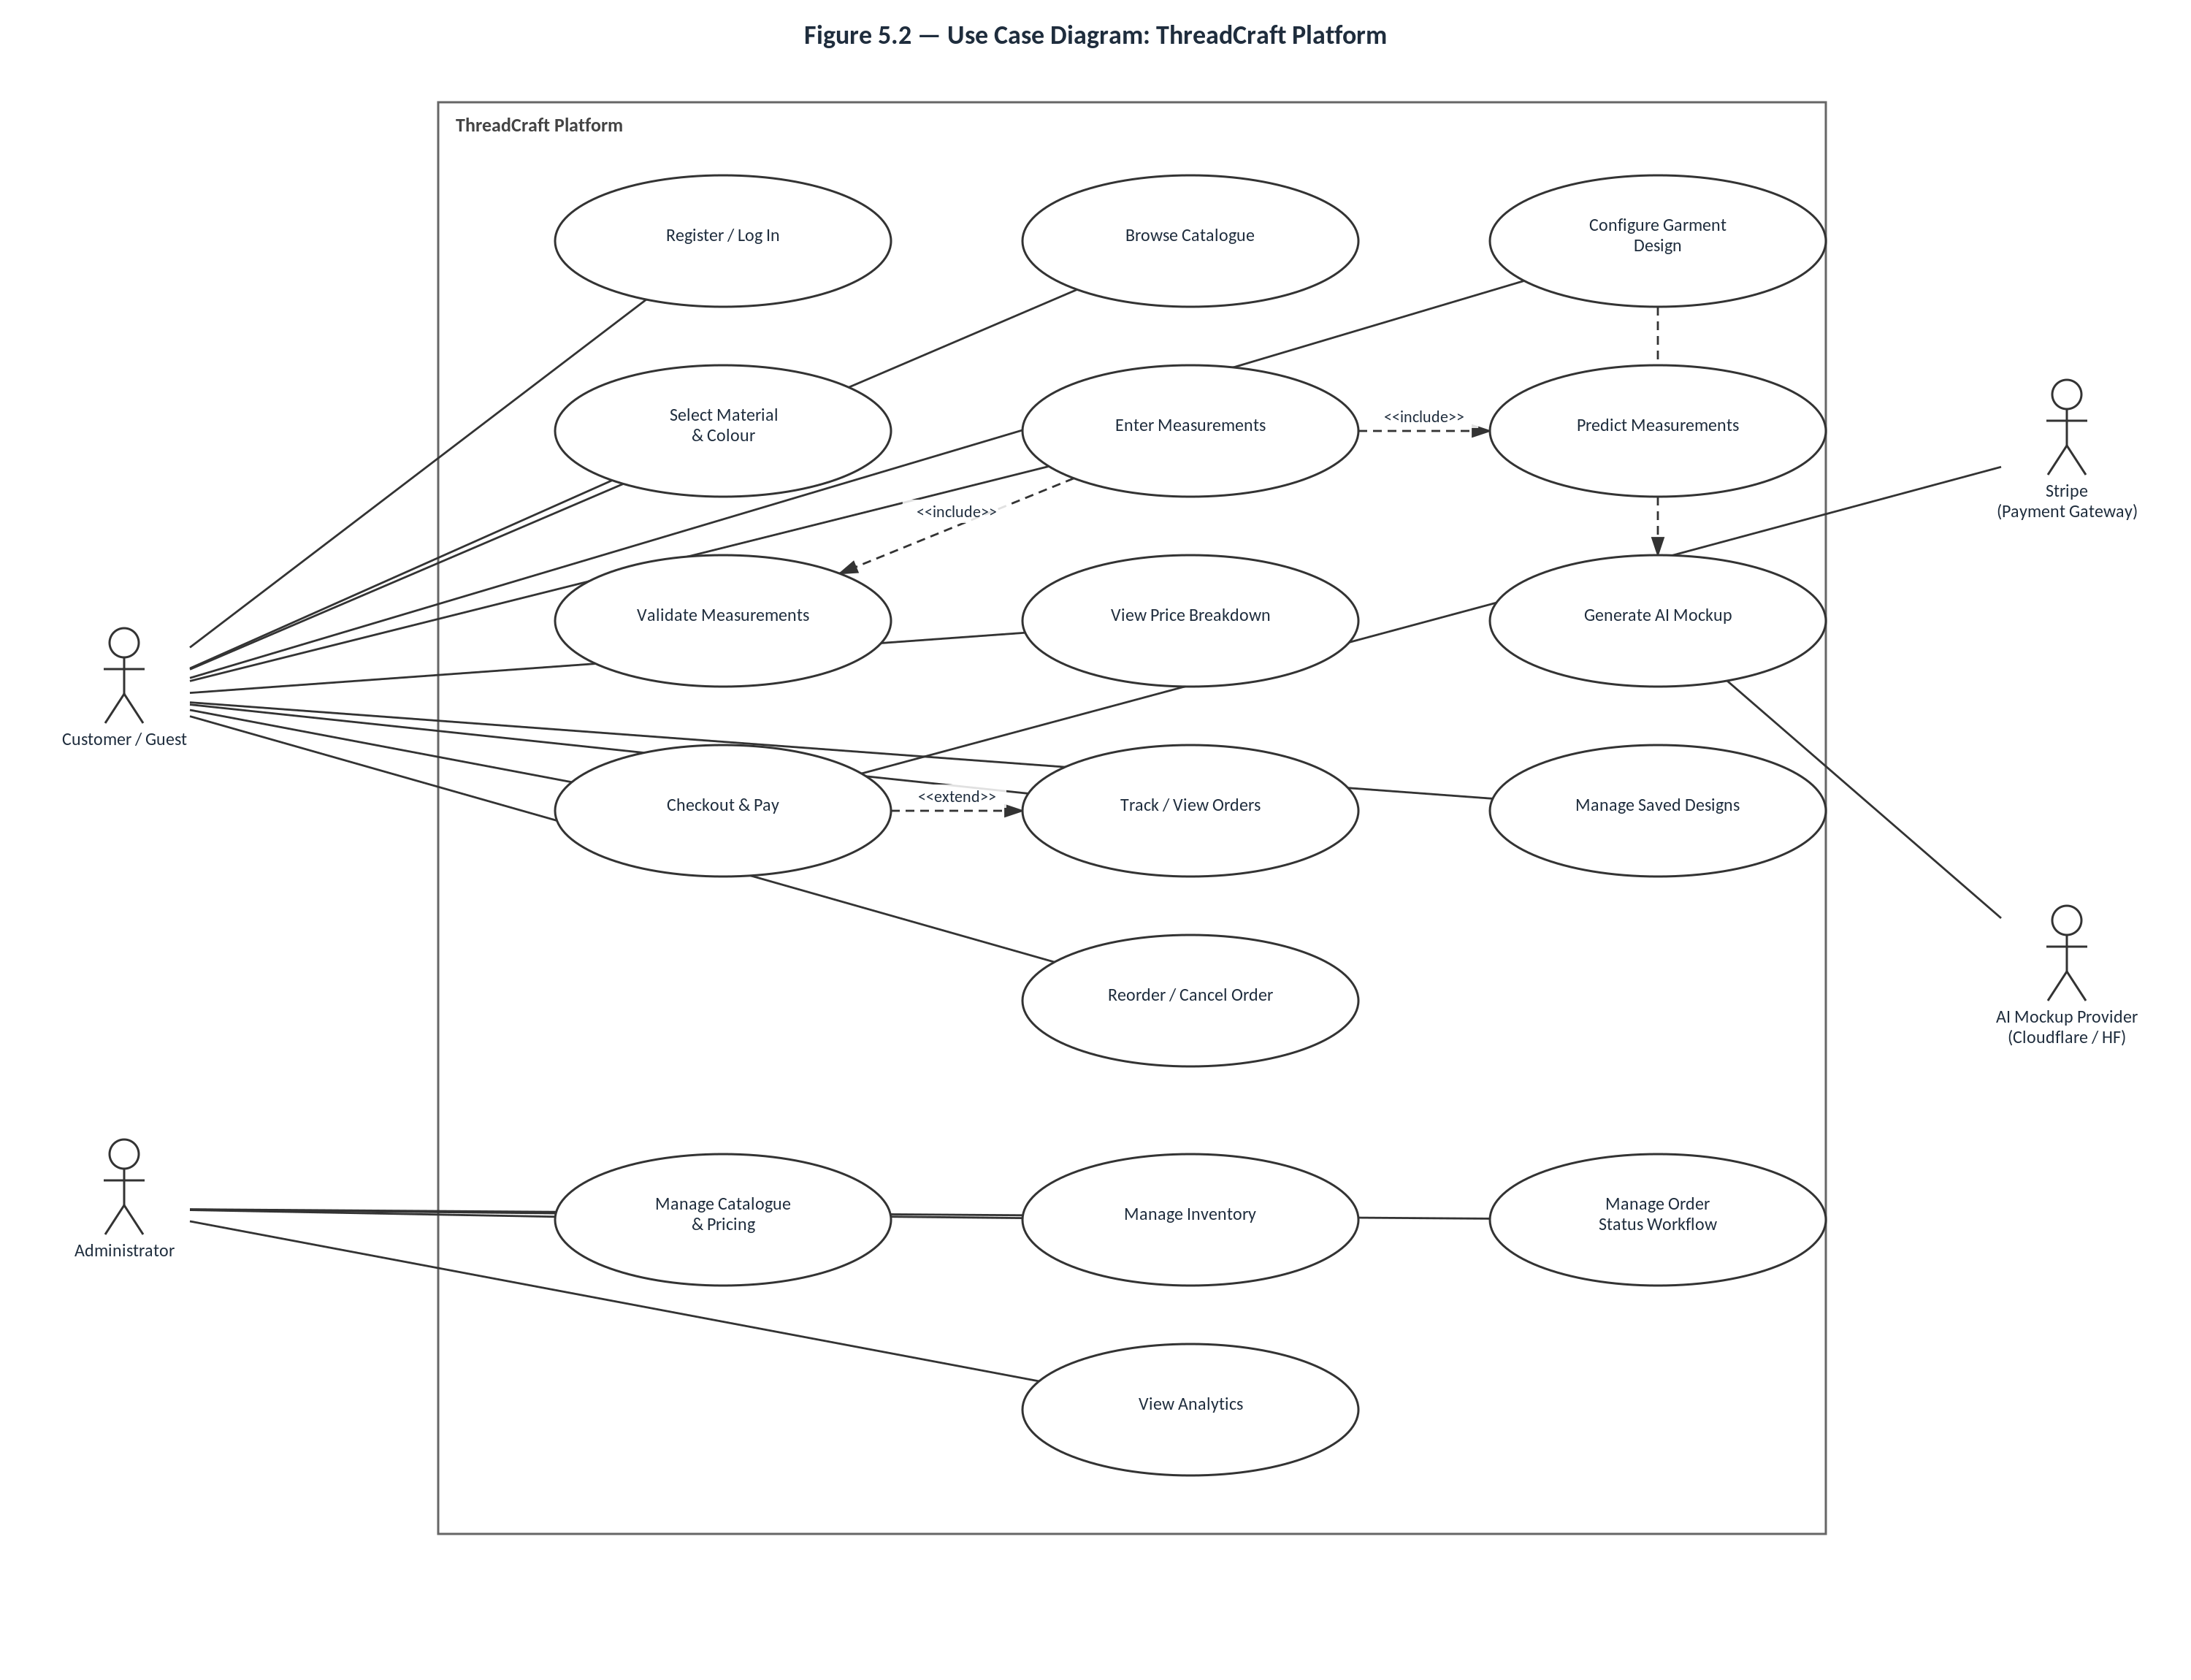 Figure 5.2 — Use Case Diagram: ThreadCraft Platform
ThreadCraft Platform
Register / Log In
Browse Catalogue
Configure Garment
Design
Select Material
& Colour
Enter Measurements
<<include>>
Predict Measurements
Stripe
(Payment Gateway)
<<include>>
Validate Measurements
View Price Breakdown
Generate AI Mockup
Customer / Guest
Checkout & Pay
<<extend>>
Track / View Orders
Manage Saved Designs
Reorder / Cancel Order
AI Mockup Provider
(Cloudflare / HF)
Administrator
Manage Catalogue
& Pricing
Manage Inventory
Manage Order
Status Workflow
View Analytics